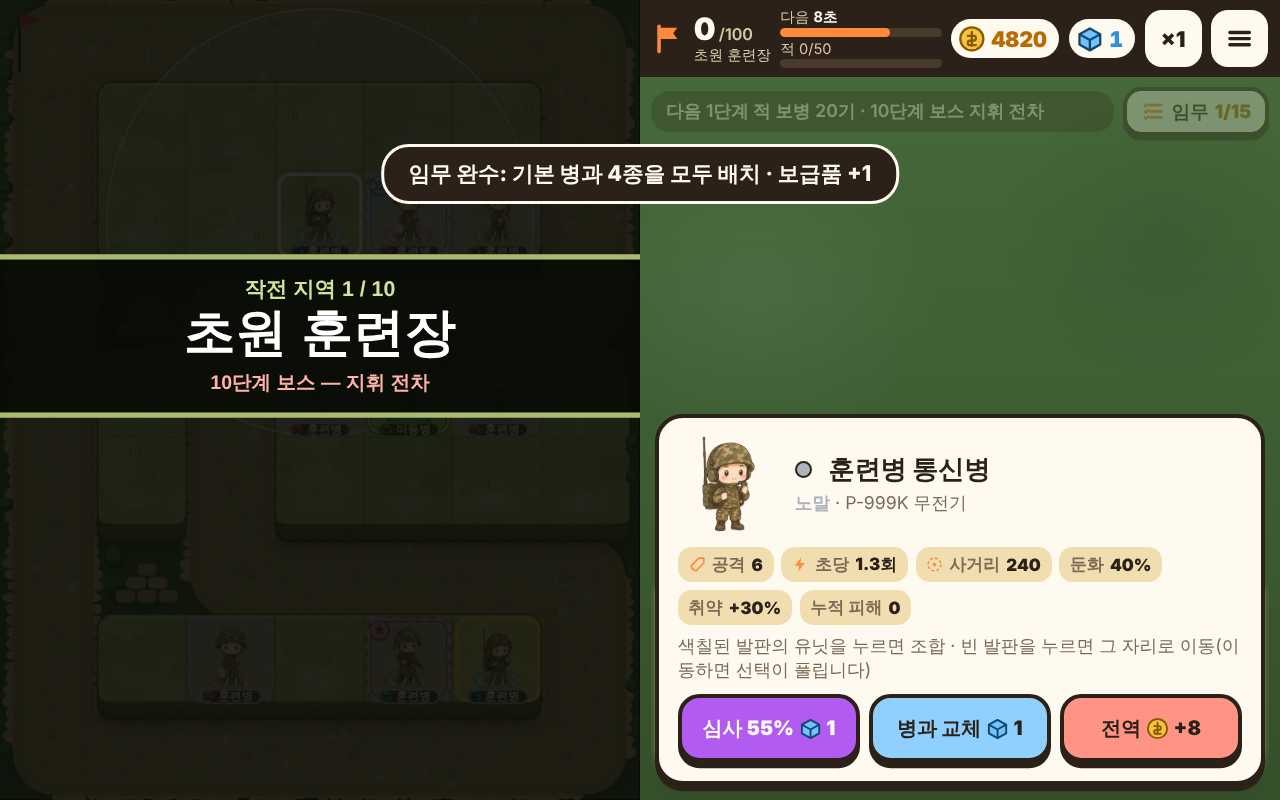 0 /100
초원 훈련장
다음 8초
적 0/50
4820
1
×1
다음 1단계 적 보병 20기 · 10단계 보스 지휘 전차
임무 1/15
임무 완수: 기본 병과 4종을 모두 배치 · 보급품 +1
훈련병
작전 지역 1 / 10
초원 훈련장
10단계 보스 — 지휘 전차
훈련병
이동병
훈련병
훈련병
훈련병
훈련병 통신병
노말 · P-999K 무전기
공격 6
초당 1.3회
사거리 240
둔화 40%
취약 +30%
누적 피해 0
색칠된 발판의 유닛을 누르면 조합 · 빈 발판을 누르면 그 자리로 이동(이
동하면 선택이 풀립니다)
심사 55% 1
병과 교체 1
전역 +8